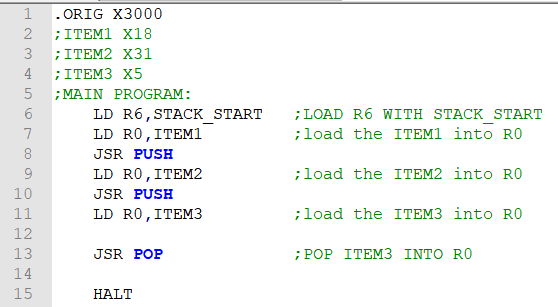 1 .ORIG X3000
2 ;ITEM1 X18
3 ;ITEM2 X31
4 ;ITEM3 X5
5 ;MAIN PROGRAM:
6 LD R6,STACK_START ;LOAD R6 WITH STACK_START
7 LD R0,ITEM1 ;load the ITEM1 into R0
8 JSR PUSH
9 LD R0,ITEM2 ;load the ITEM2 into R0
10 JSR PUSH
11 LD R0,ITEM3 ;load the ITEM3 into R0
12
13 JSR POP ;POP ITEM3 INTO R0
14
15 HALT